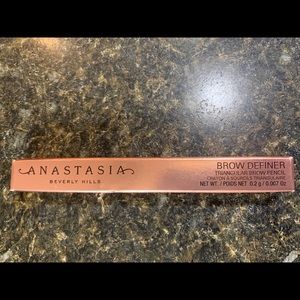 ANASTASIA
BEVERLY HILLS
BROW DEFINER
TRIANGULAR BROW PENCIL
CRAYON À SOURCILS TRIANGULAIRE
NET WT. / POIDS NET 0.2 g / 0.007 Oz